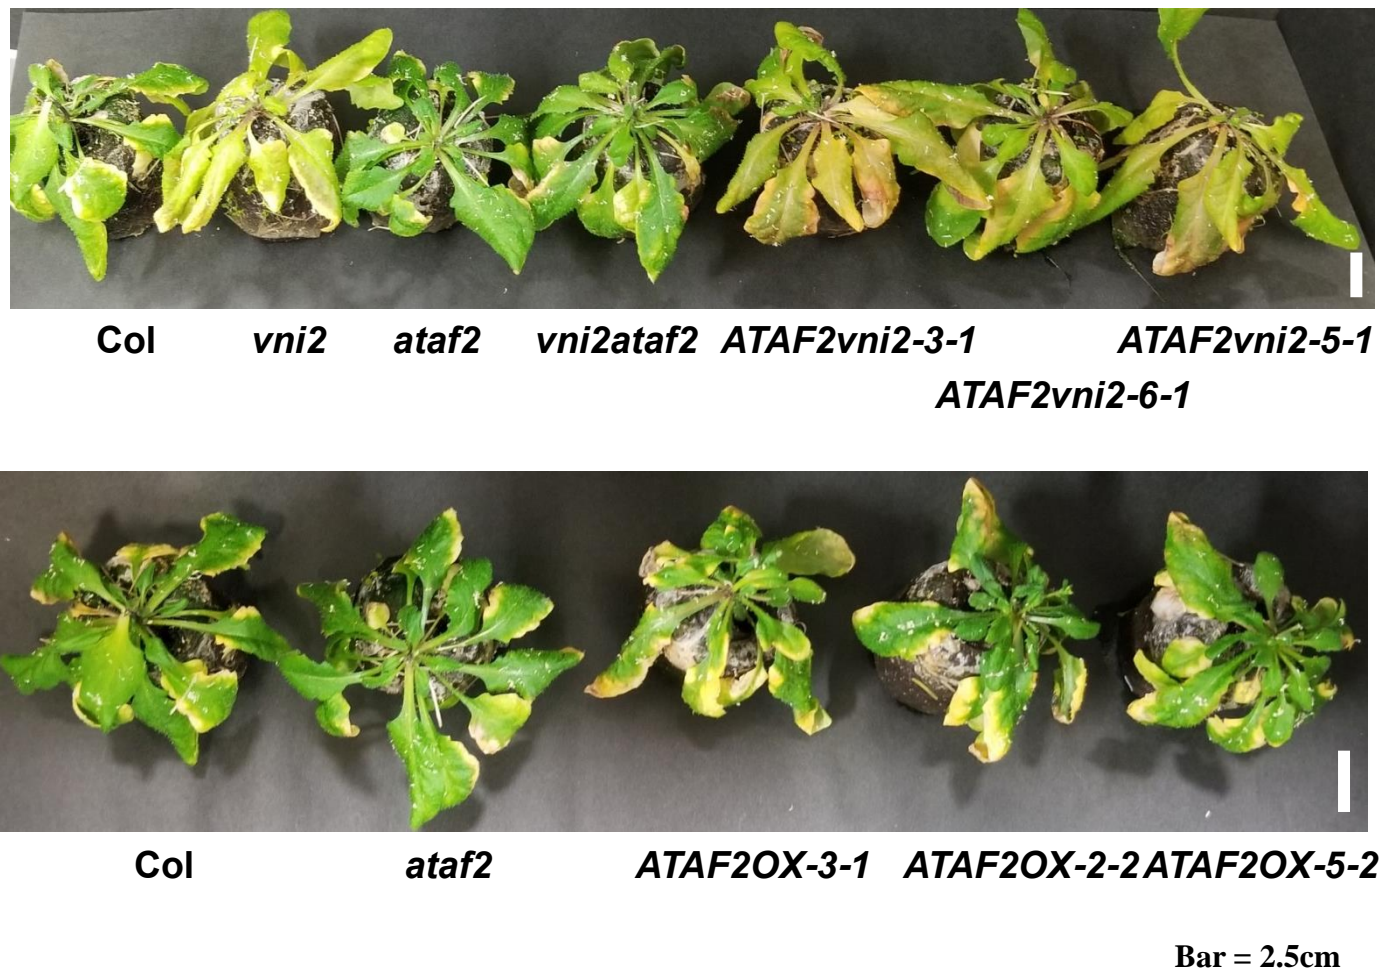 Col vni2 ataf2 vni2ataf2 ATAF2vni2-3-1 ATAF2vni2-5-1
ATAF2vni2-6-1
Col ataf2 ATAF2OX-3-1 ATAF2OX-2-2 ATAF2OX-5-2
Bar = 2.5cm